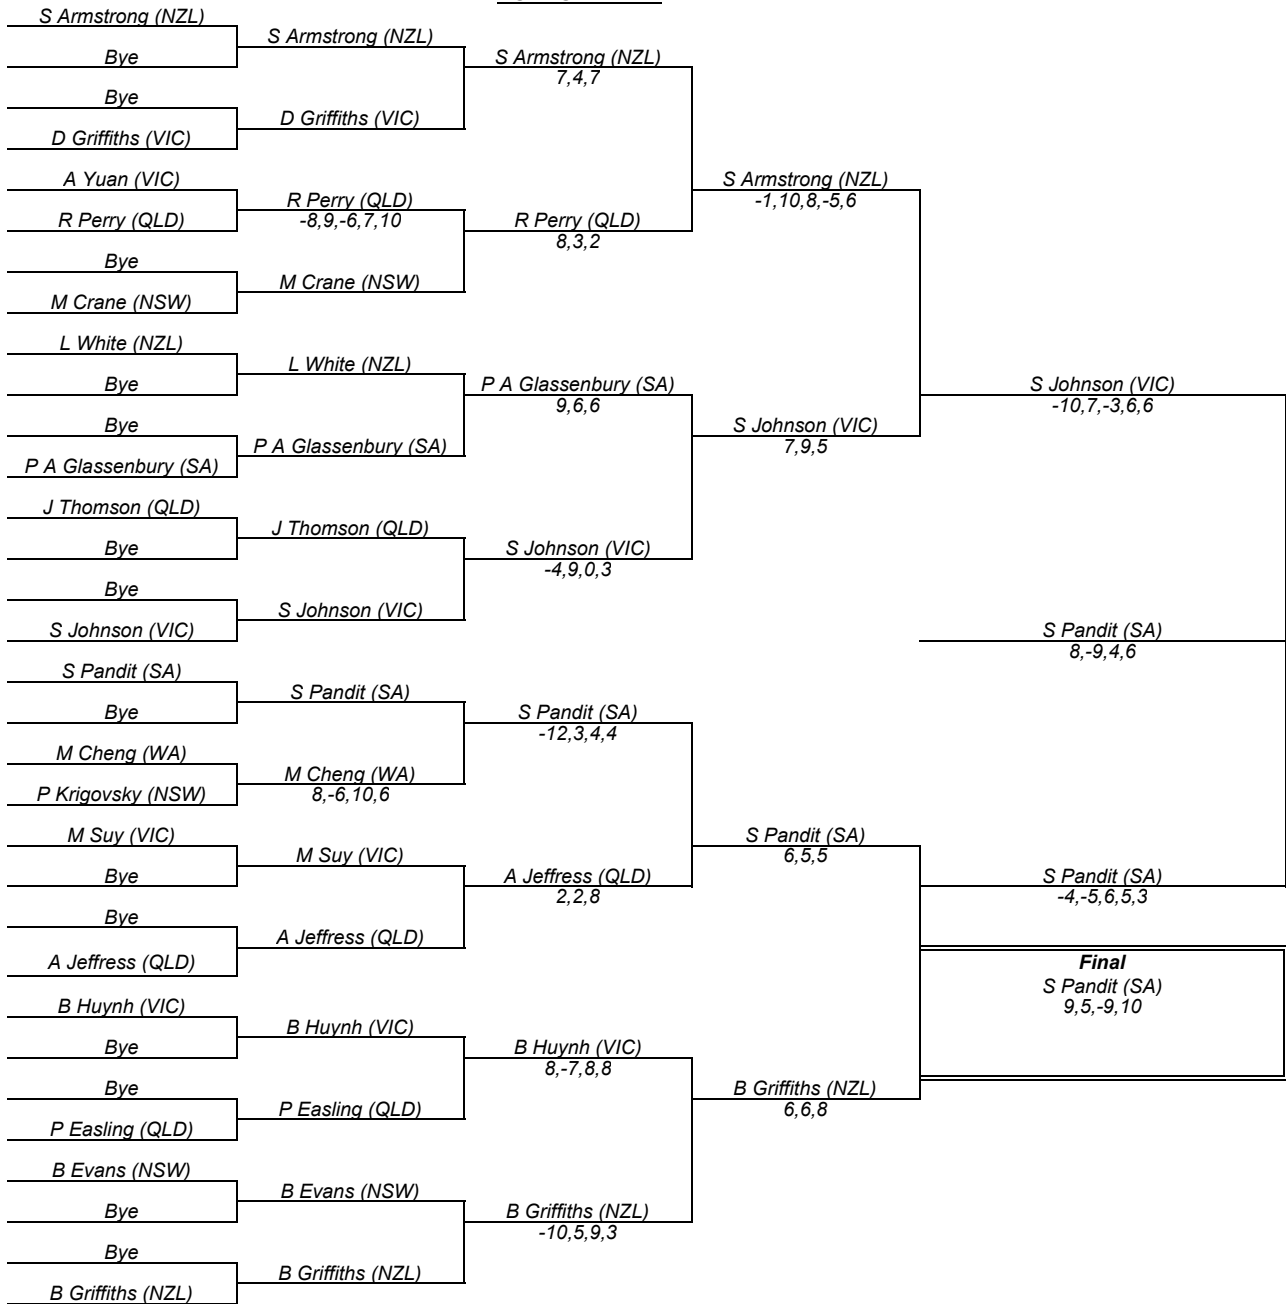 S Armstrong (NZL)
Bye
Bye
D Griffiths (VIC)
A Yuan (VIC)
R Perry (QLD)
Bye
M Crane (NSW)
L White (NZL)
Bye
Bye
P A Glassenbury (SA)
J Thomson (QLD)
Bye
Bye
S Johnson (VIC)
S Pandit (SA)
Bye
M Cheng (WA)
P Krigovsky (NSW)
M Suy (VIC)
Bye
Bye
A Jeffress (QLD)
B Huynh (VIC)
Bye
Bye
P Easling (QLD)
B Evans (NSW)
Bye
Bye
B Griffiths (NZL)
S Armstrong (NZL)
D Griffiths (VIC)
R Perry (QLD)
-8,9,-6,7,10
M Crane (NSW)
L White (NZL)
P A Glassenbury (SA)
J Thomson (QLD)
S Johnson (VIC)
S Pandit (SA)
M Cheng (WA)
8,-6,10,6
M Suy (VIC)
A Jeffress (QLD)
B Huynh (VIC)
P Easling (QLD)
B Evans (NSW)
B Griffiths (NZL)
S Armstrong (NZL)
7,4,7
R Perry (QLD)
8,3,2
P A Glassenbury (SA)
9,6,6
S Johnson (VIC)
-4,9,0,3
S Pandit (SA)
-12,3,4,4
A Jeffress (QLD)
2,2,8
B Huynh (VIC)
8,-7,8,8
B Griffiths (NZL)
-10,5,9,3
S Armstrong (NZL)
-1,10,8,-5,6
S Johnson (VIC)
7,9,5
S Pandit (SA)
6,5,5
B Griffiths (NZL)
6,6,8
S Johnson (VIC)
-10,7,-3,6,6
S Pandit (SA)
8,-9,4,6
S Pandit (SA)
-4,-5,6,5,3
Final
S Pandit (SA)
9,5,-9,10